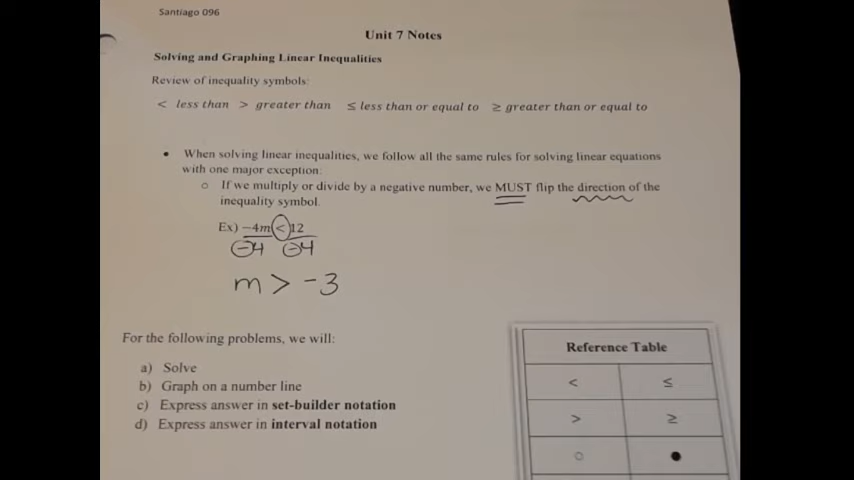 Santiago 096
Unit 7 Notes
Solving and Graphing Linear Inequalities
Review of inequality symbols:
< less than > greater than ≤ less than or equal to ≥ greater than or equal to
• When solving linear inequalities, we follow all the same rules for solving linear equations
with one major exception:
○ If we multiply or divide by a negative number, we MUST flip the direction of the
inequality symbol.
Ex) −4m < 12
−4 −4
m > −3
For the following problems, we will:
a) Solve
b) Graph on a number line
c) Express answer in set-builder notation
d) Express answer in interval notation
Reference Table
< ≤
> ≥
○ ●